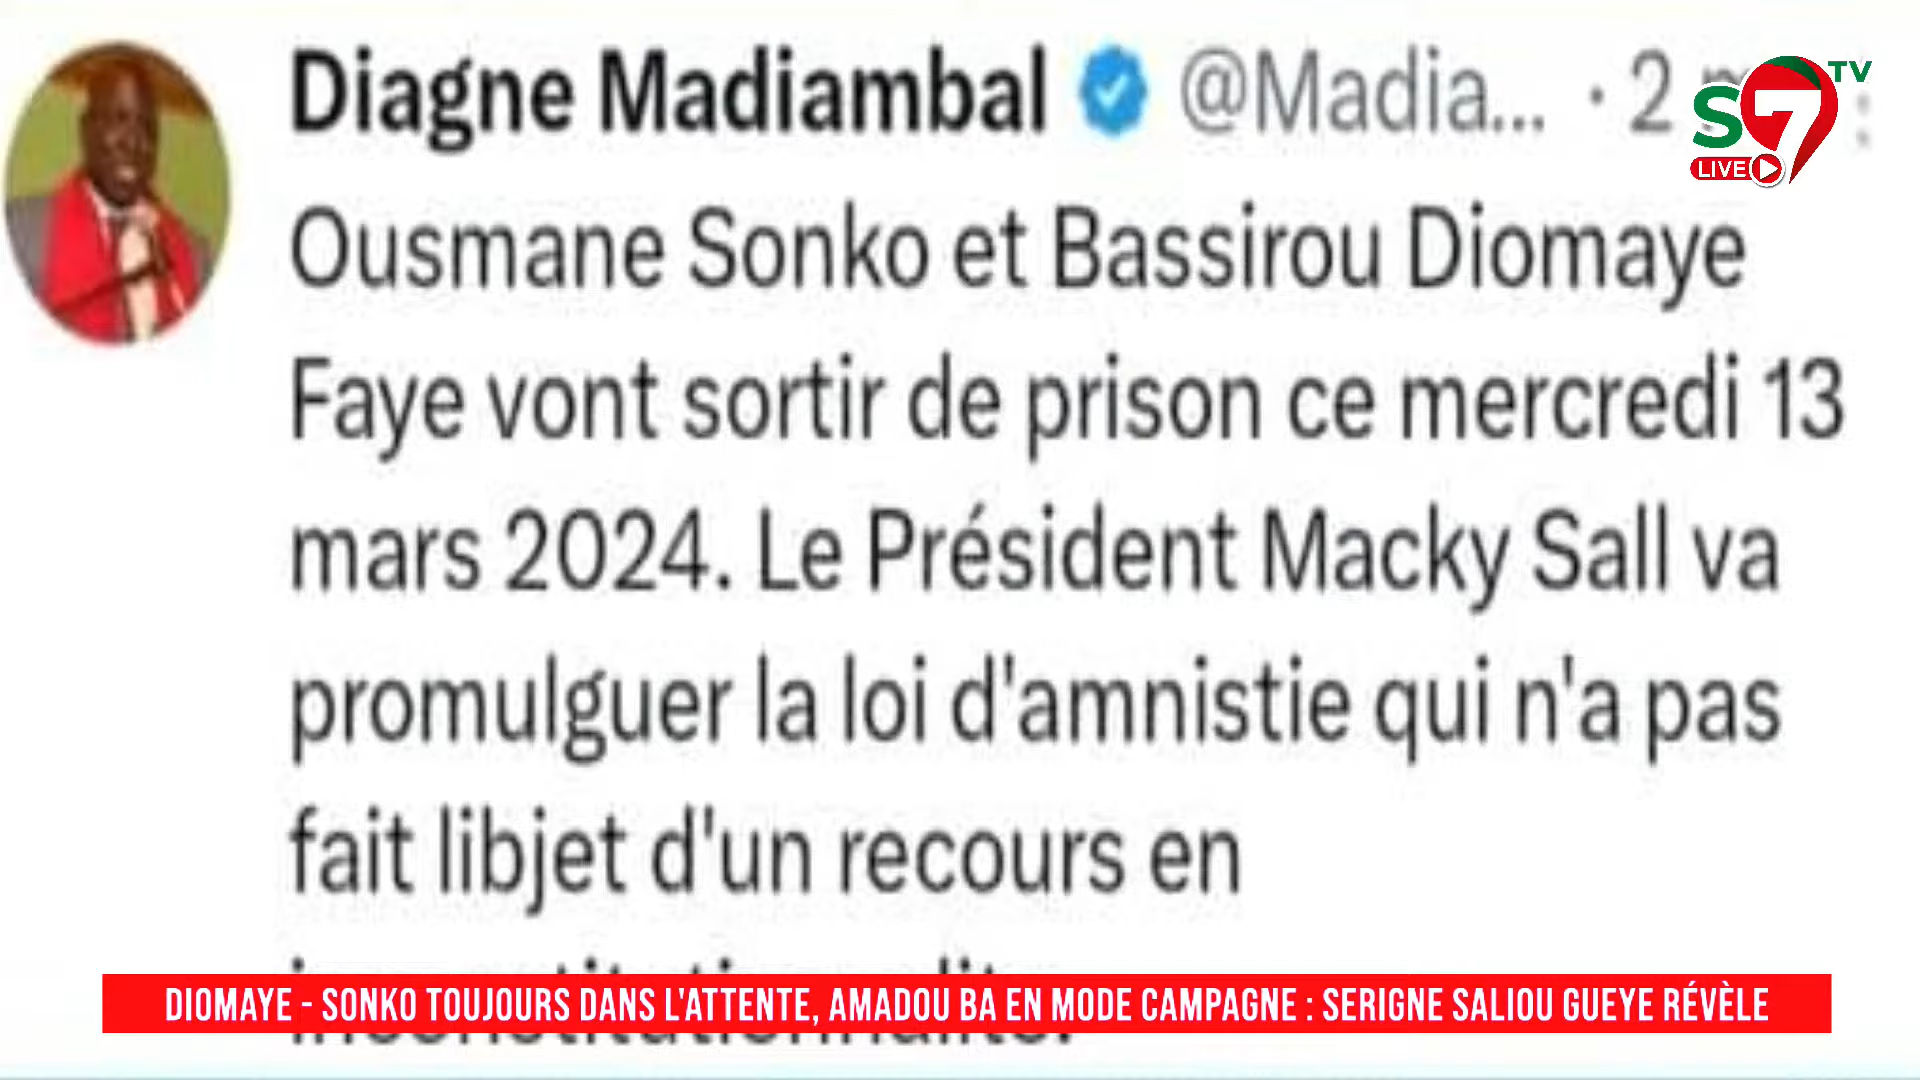 Diagne Madiambal @Madia... · 2
S7 TV
LIVE
Ousmane Sonko et Bassirou Diomaye
Faye vont sortir de prison ce mercredi 13
mars 2024. Le Président Macky Sall va
promulguer la loi d'amnistie qui n'a pas
fait libjet d'un recours en
DIOMAYE - SONKO TOUJOURS DANS L'ATTENTE, AMADOU BA EN MODE CAMPAGNE : SERIGNE SALIOU GUEYE RÉVÈLE